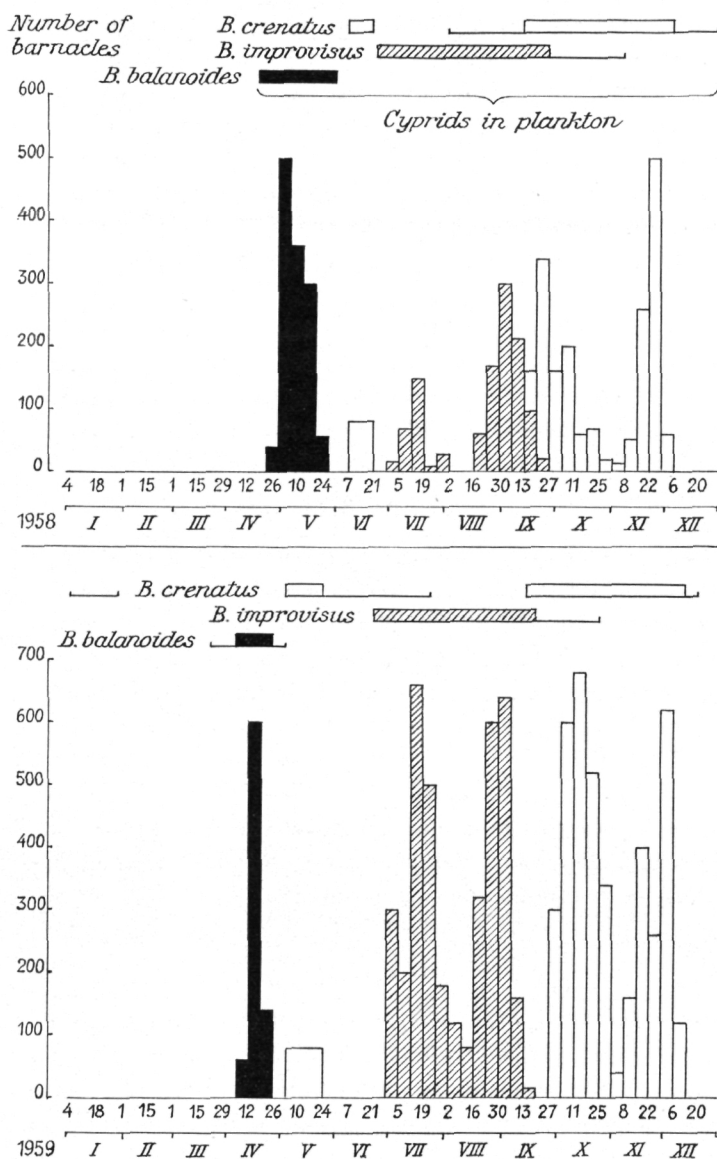 Number of barnacles
B. crenatus
B. improvisus
B. balanoides
Cyprids in plankton
600
500
400
300
200
100
0
4 18 1 15 1 15 29 12 26 10 24 7 21 5 19 2 16 30 13 27 11 25 8 22 6 20
1958 I II III IV V VI VII VIII IX X XI XII
B. crenatus
B. improvisus
B. balanoides
700
600
500
400
300
200
100
0
4 18 1 15 1 15 29 12 26 10 24 7 21 5 19 2 16 30 13 27 11 25 8 22 6 20
1959 I II III IV V VI VII VIII IX X XI XII